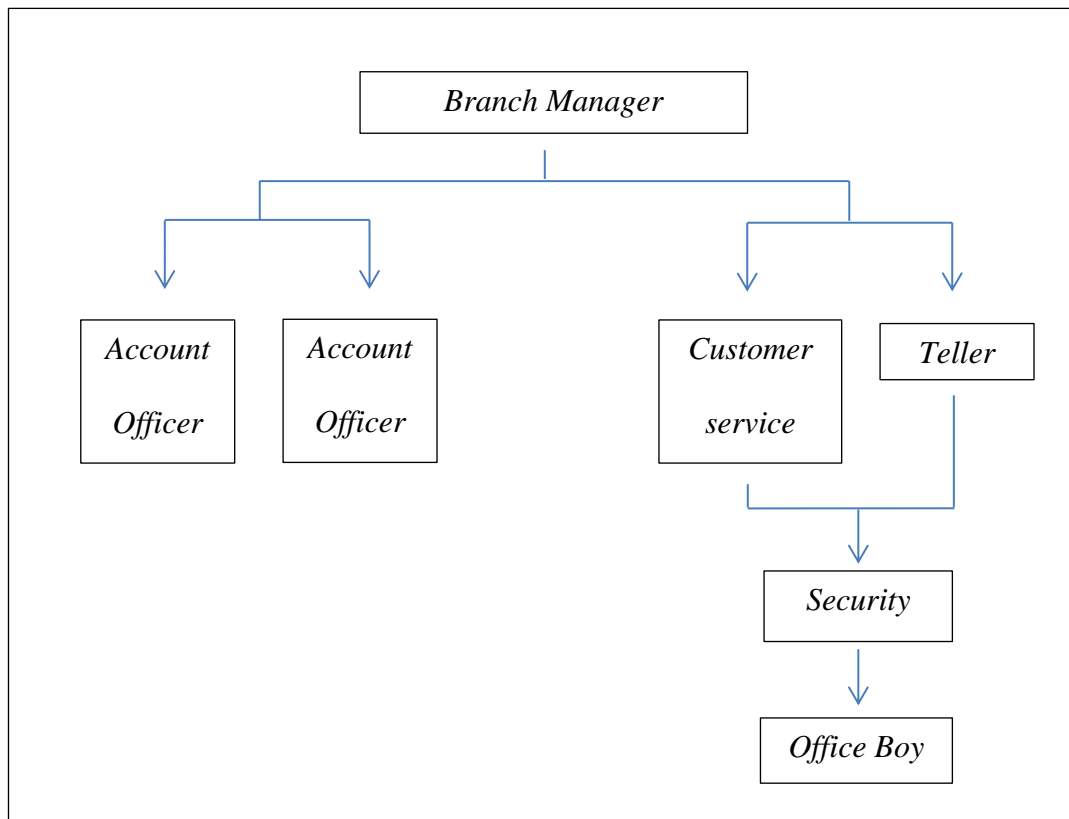 Branch Manager
Account
Officer
Account
Officer
Customer
service
Teller
Security
Office Boy